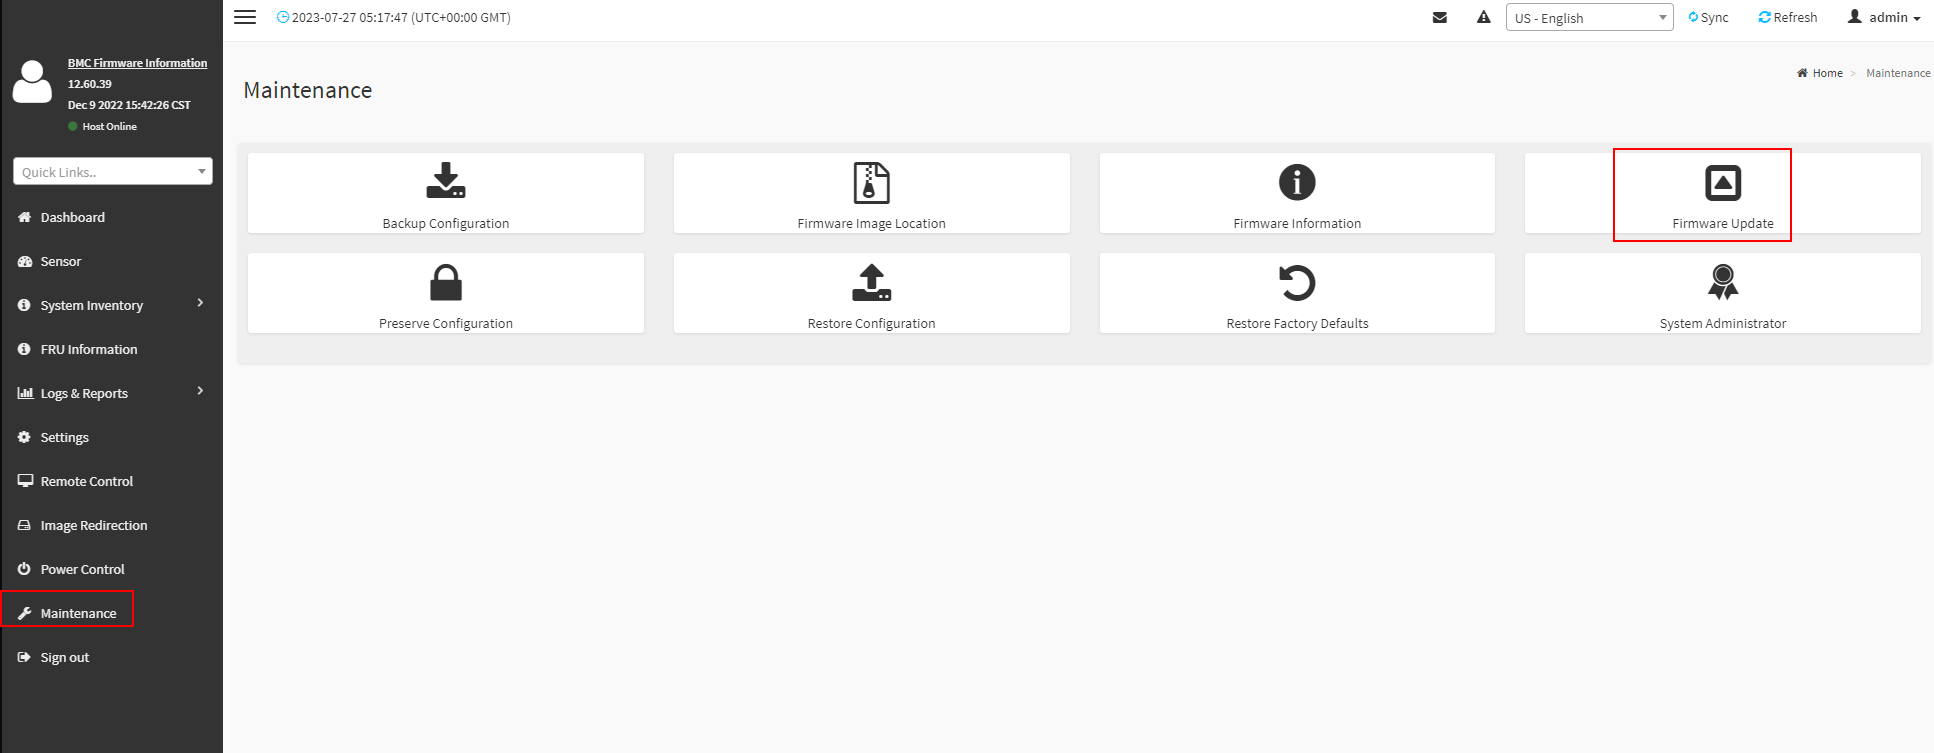 2023-07-27 05:17:47 (UTC+00:00 GMT)
US - English
Sync
Refresh
admin
BMC Firmware Information
12.60.39
Dec 9 2022 15:42:26 CST
Host Online
Quick Links..
Dashboard
Sensor
System Inventory
FRU Information
Logs & Reports
Settings
Remote Control
Image Redirection
Power Control
Maintenance
Sign out
Home > Maintenance
Maintenance
Backup Configuration
Firmware Image Location
Firmware Information
Firmware Update
Preserve Configuration
Restore Configuration
Restore Factory Defaults
System Administrator